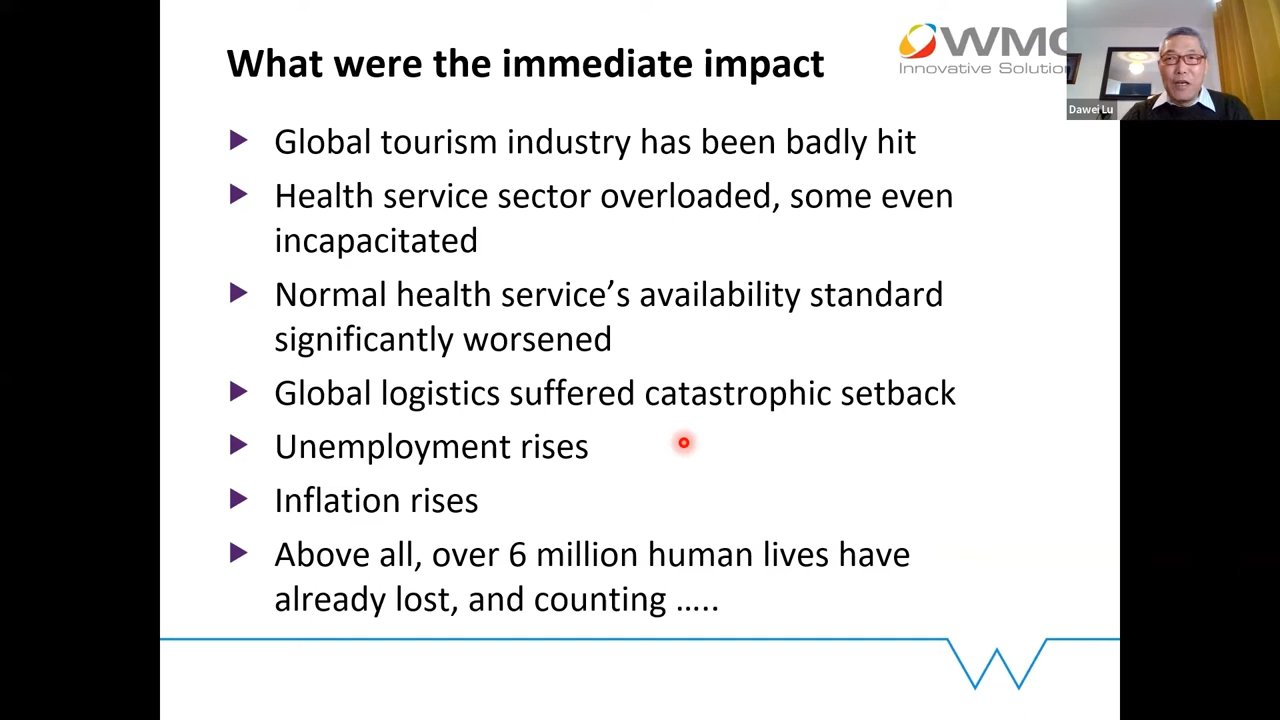 What were the immediate impact
WMG
Innovative Solution
Dawei Lu
Global tourism industry has been badly hit
Health service sector overloaded, some even
incapacitated
Normal health service’s availability standard
significantly worsened
Global logistics suffered catastrophic setback
Unemployment rises
Inflation rises
Above all, over 6 million human lives have
already lost, and counting .....